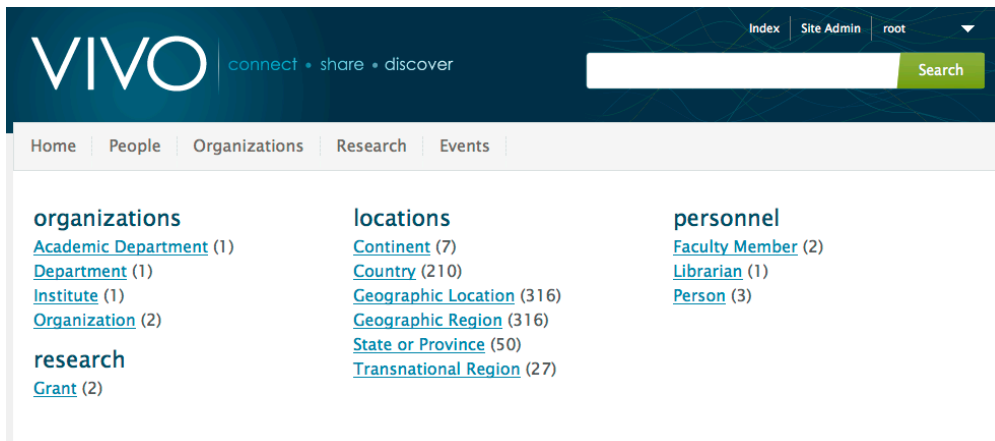 Index Site Admin root
VIVO connect • share • discover
Search
Home People Organizations Research Events
organizations
Academic Department (1)
Department (1)
Institute (1)
Organization (2)
research
Grant (2)
locations
Continent (7)
Country (210)
Geographic Location (316)
Geographic Region (316)
State or Province (50)
Transnational Region (27)
personnel
Faculty Member (2)
Librarian (1)
Person (3)